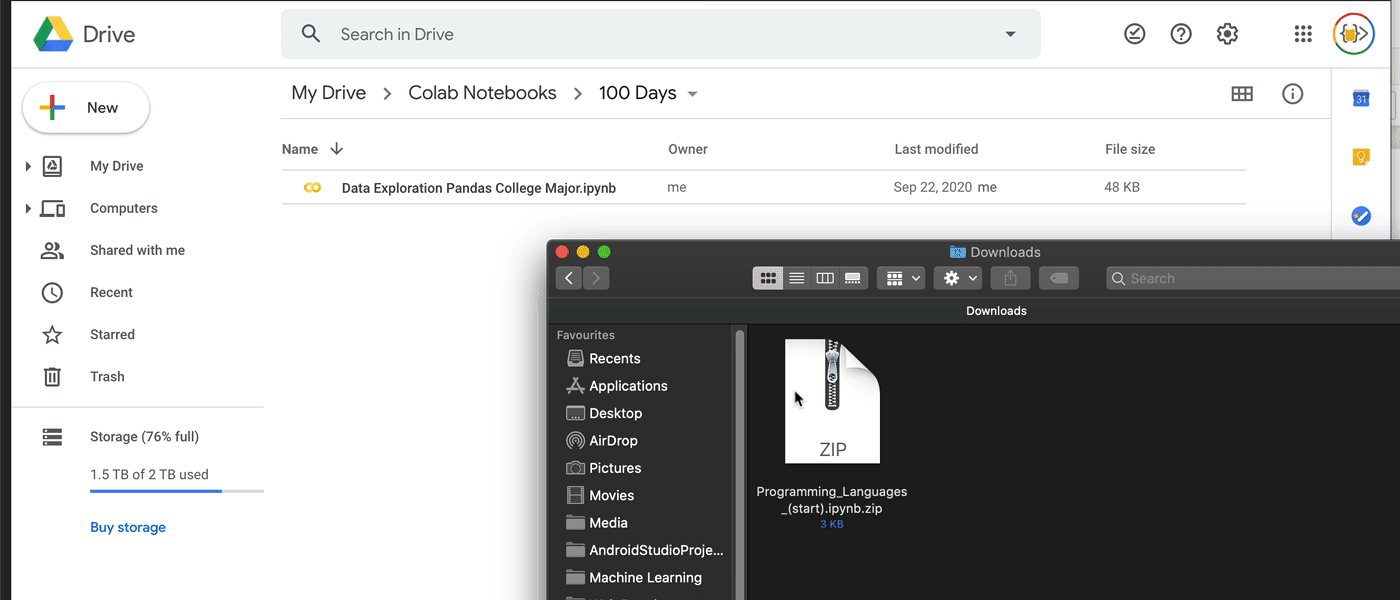 Drive
Search in Drive
New
My Drive
Computers
Shared with me
Recent
Starred
Trash
Storage (76% full)
1.5 TB of 2 TB used
Buy storage
My Drive > Colab Notebooks > 100 Days
Name Owner Last modified File size
Data Exploration Pandas College Major.ipynb me Sep 22, 2020 me 48 KB
31
Downloads
Search
Downloads
Favourites
Recents
Applications
Desktop
AirDrop
Pictures
Movies
Media
AndroidStudioProje...
Machine Learning
ZIP
Programming_Languages
_(start).ipynb.zip
3 KB